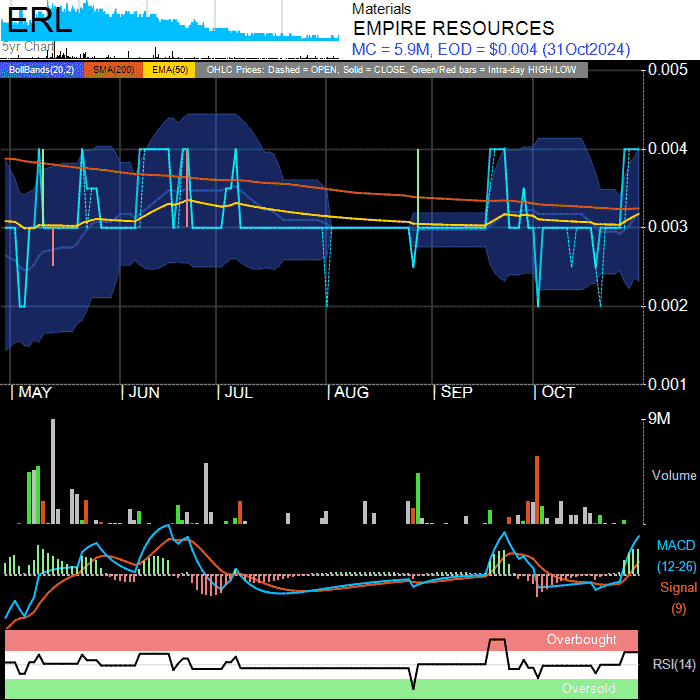 ERL
5yr Chart
Materials
EMPIRE RESOURCES
MC = 5.9M, EOD = $0.004 (31Oct2024)
BollBands(20,2) SMA(200) EMA(50) OHLC Prices: Dashed = OPEN, Solid = CLOSE, Green/Red bars = Intra-day HIGH/LOW
0.005
0.004
0.003
0.002
0.001
MAY JUN JUL AUG SEP OCT
9M
Volume
MACD
(12-26)
Signal
(9)
Overbought
RSI(14)
Oversold